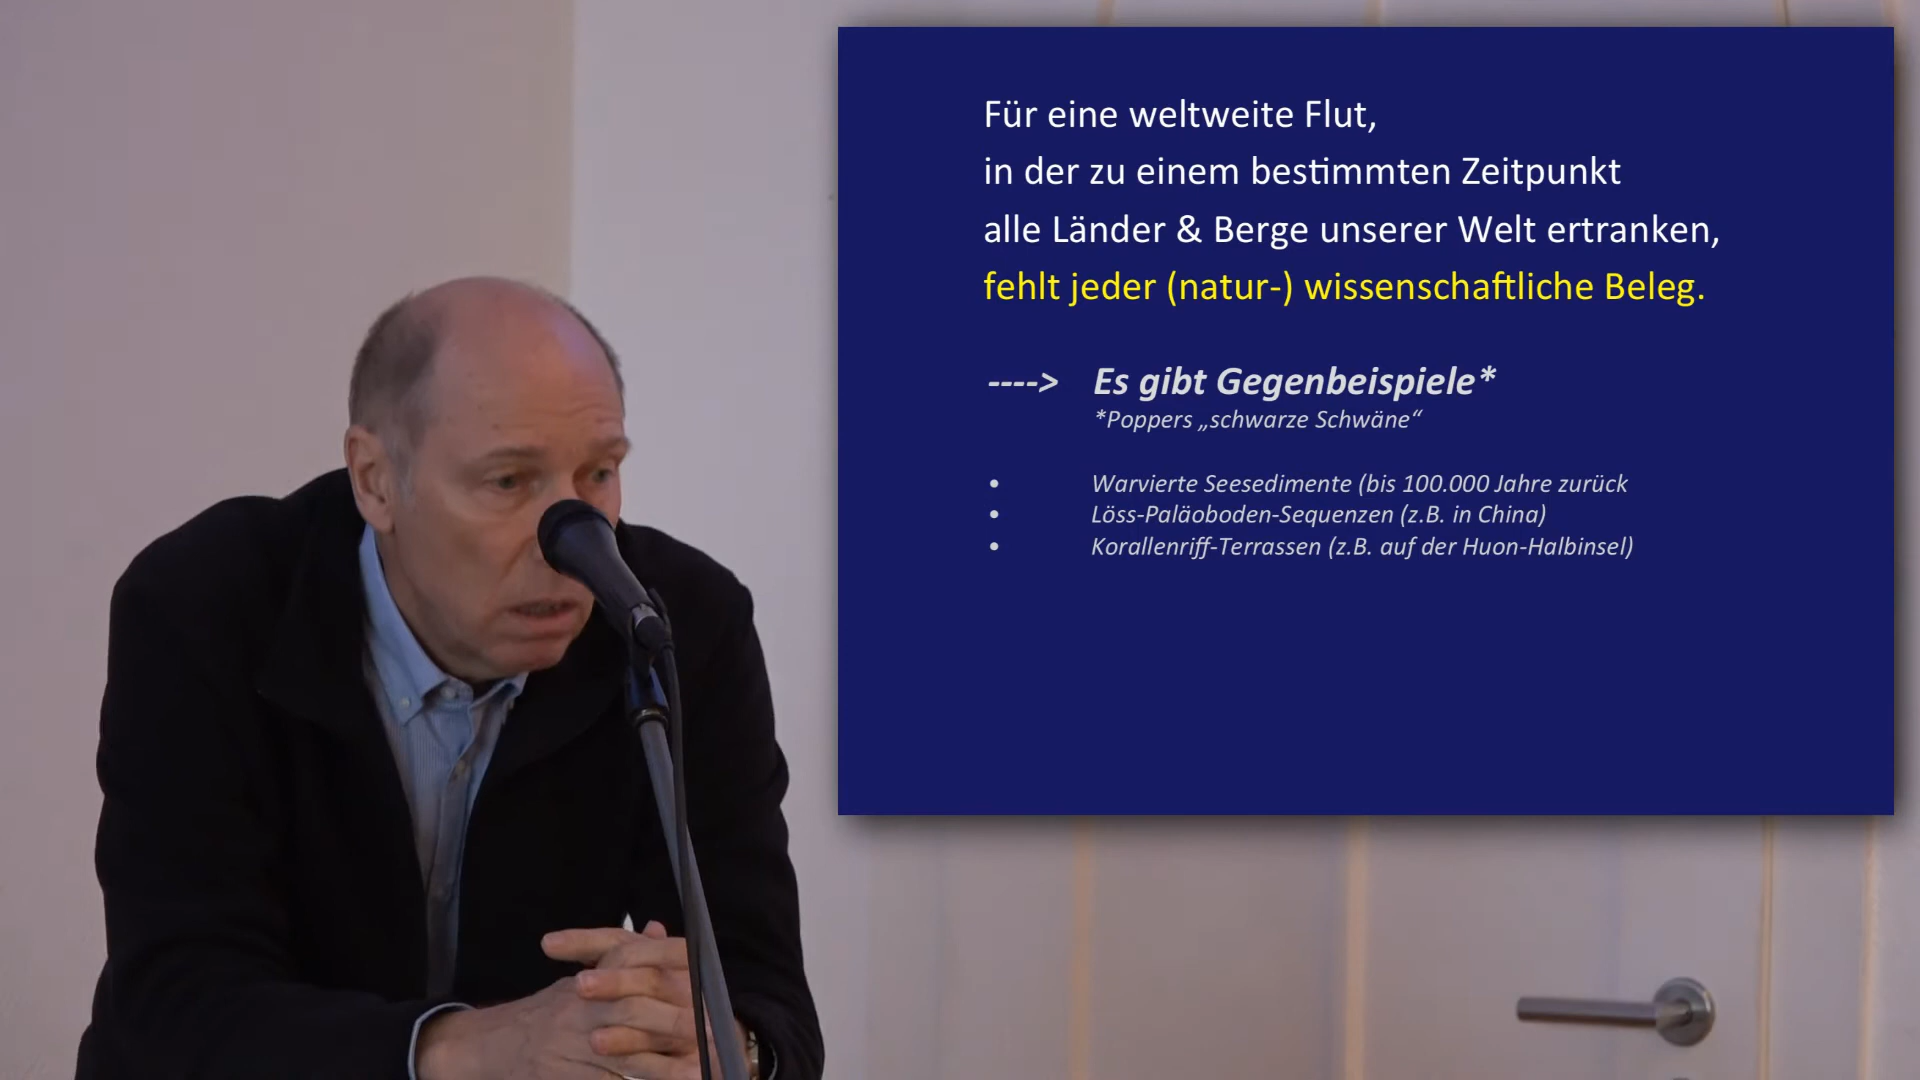 Für eine weltweite Flut,
in der zu einem bestimmten Zeitpunkt
alle Länder & Berge unserer Welt ertranken,
fehlt jeder (natur-) wissenschaftliche Beleg.
----> Es gibt Gegenbeispiele*
*Poppers „schwarze Schwäne“
• Warvierte Seesedimente (bis 100.000 Jahre zurück
• Löss-Paläoboden-Sequenzen (z.B. in China)
• Korallenriff-Terrassen (z.B. auf der Huon-Halbinsel)